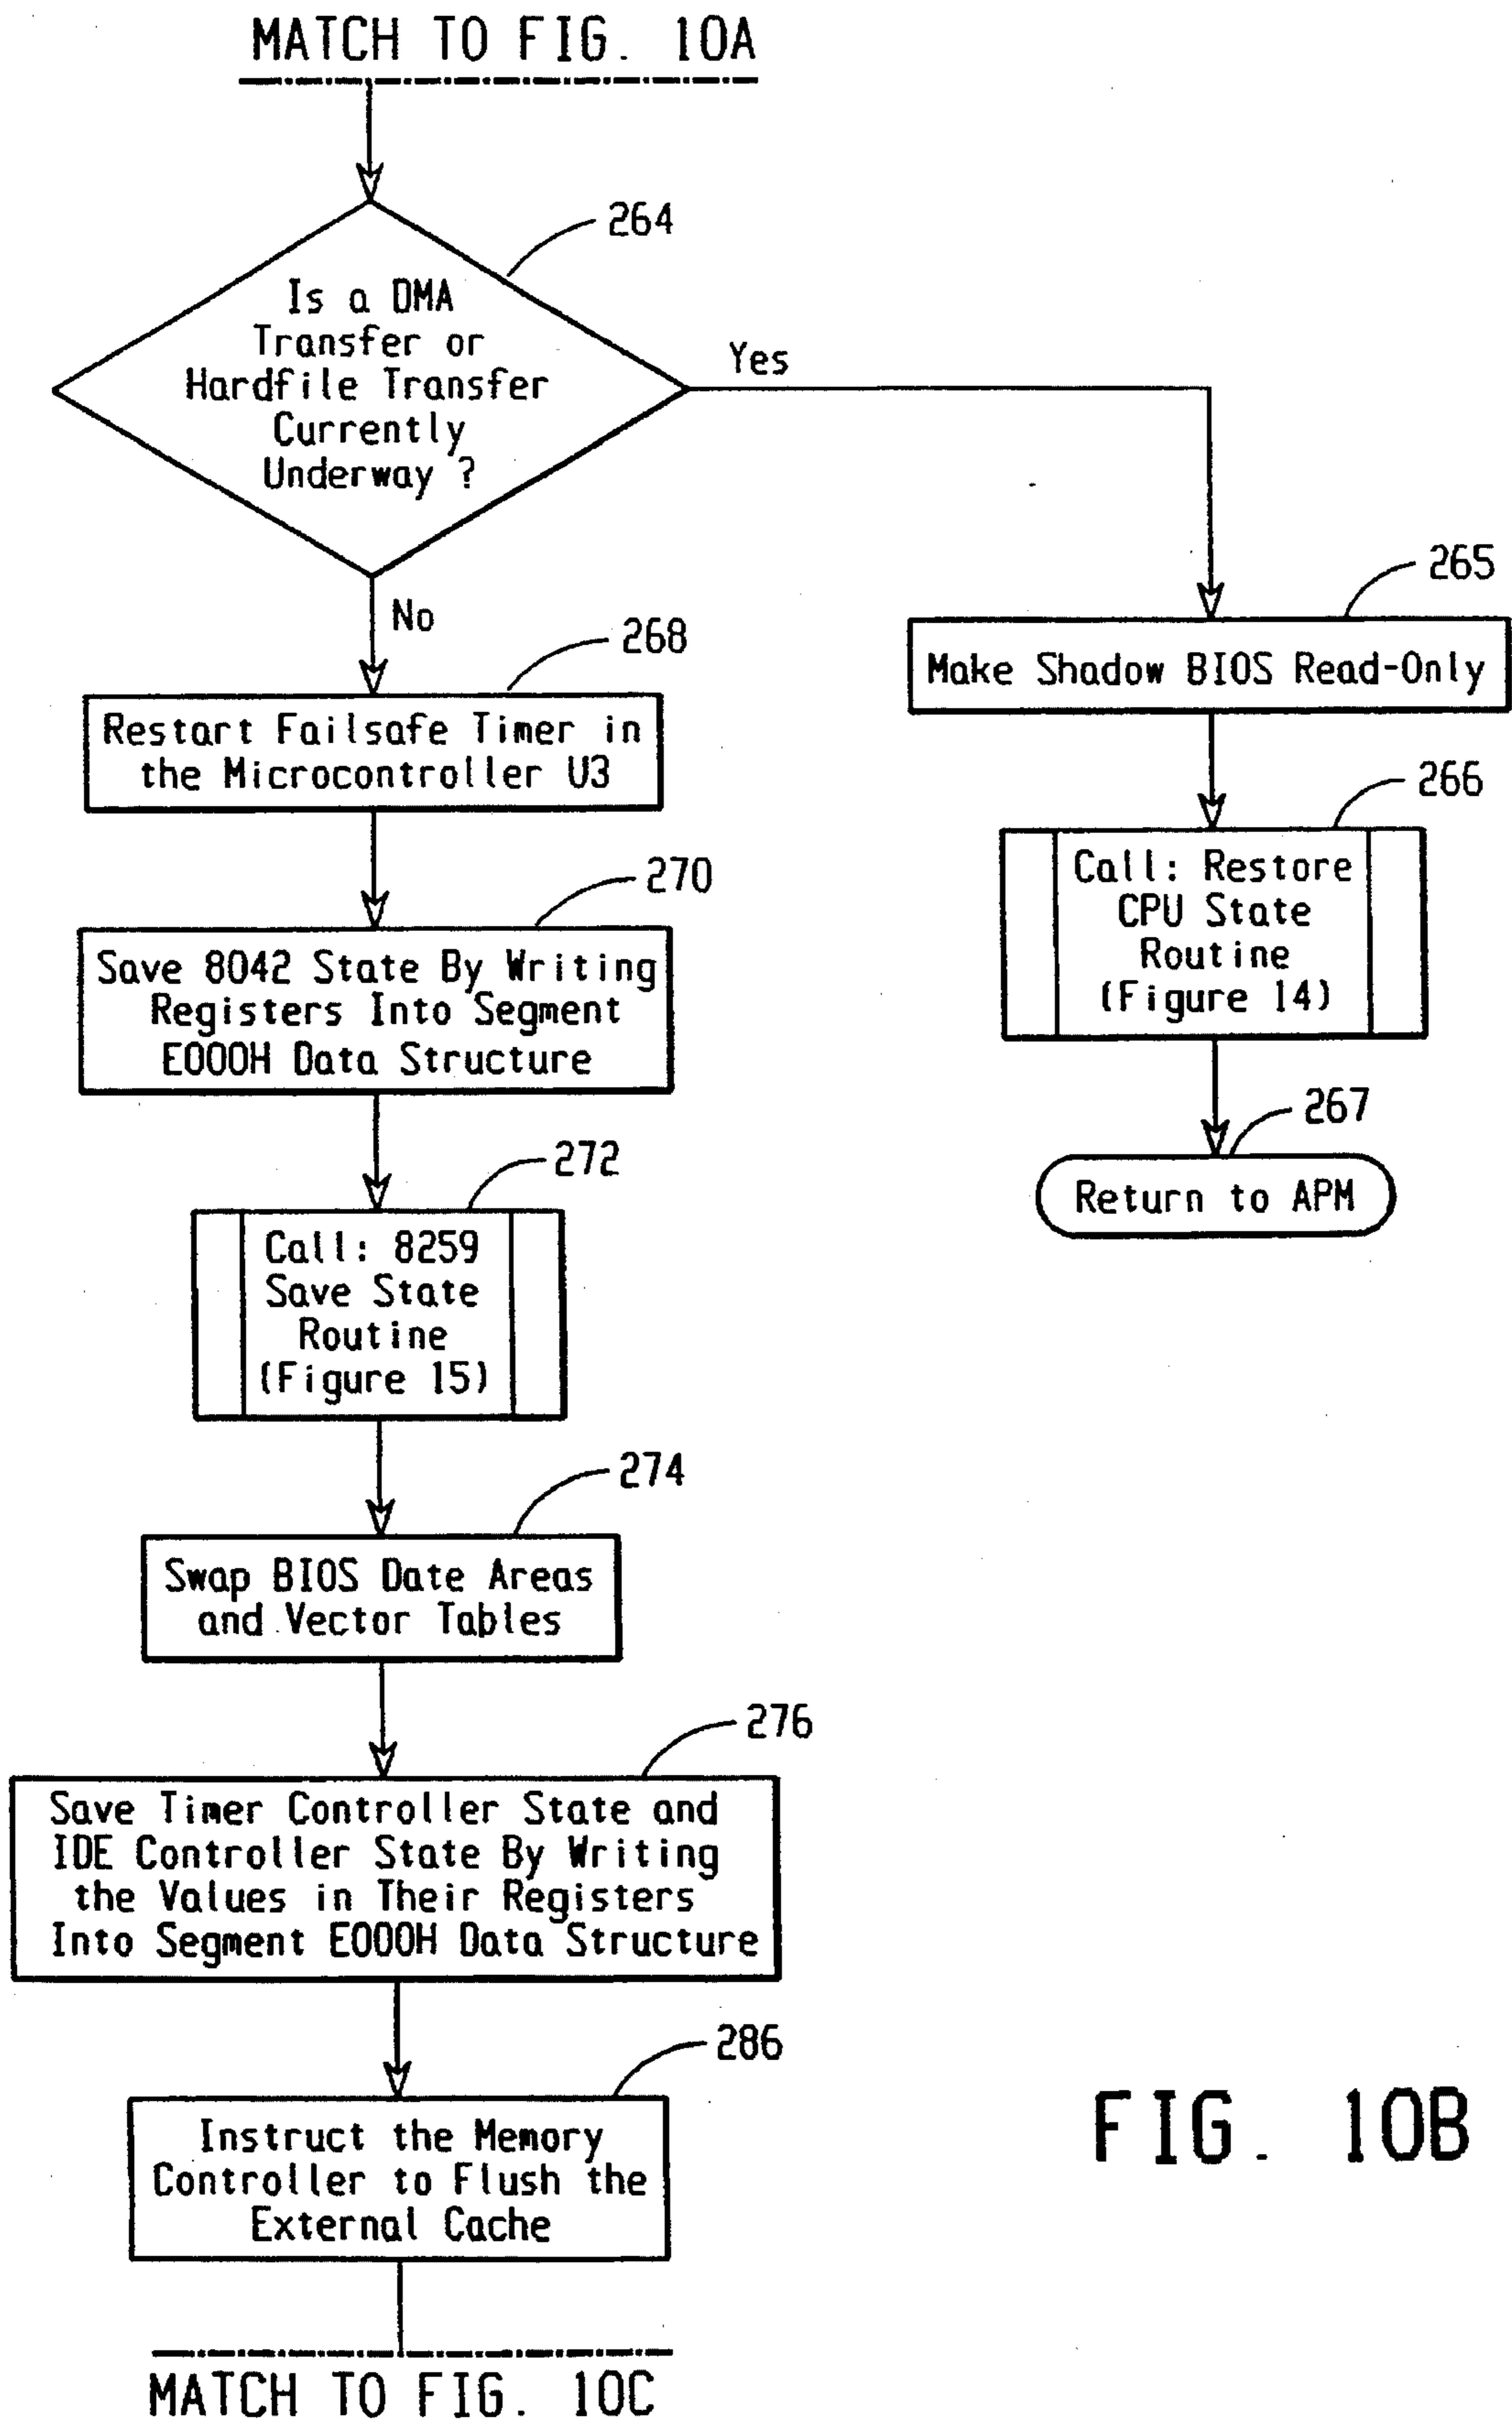 MATCH TO FIG. 10A
264
Is a DMA
Transfer or
Hardfile Transfer
Currently
Underway ?
Yes
No
265
Make Shadow BIOS Read-Only
266
Call: Restore
CPU State
Routine
(Figure 14)
267
Return to APM
268
Restart Failsafe Timer in
the Microcontroller U3
270
Save 8042 State By Writing
Registers Into Segment
E000H Data Structure
272
Call: 8259
Save State
Routine
(Figure 15)
274
Swap BIOS Date Areas
and Vector Tables
276
Save Timer Controller State and
IDE Controller State By Writing
the Values in Their Registers
Into Segment E000H Data Structure
286
Instruct the Memory
Controller to Flush the
External Cache
MATCH TO FIG. 10C
FIG. 10B